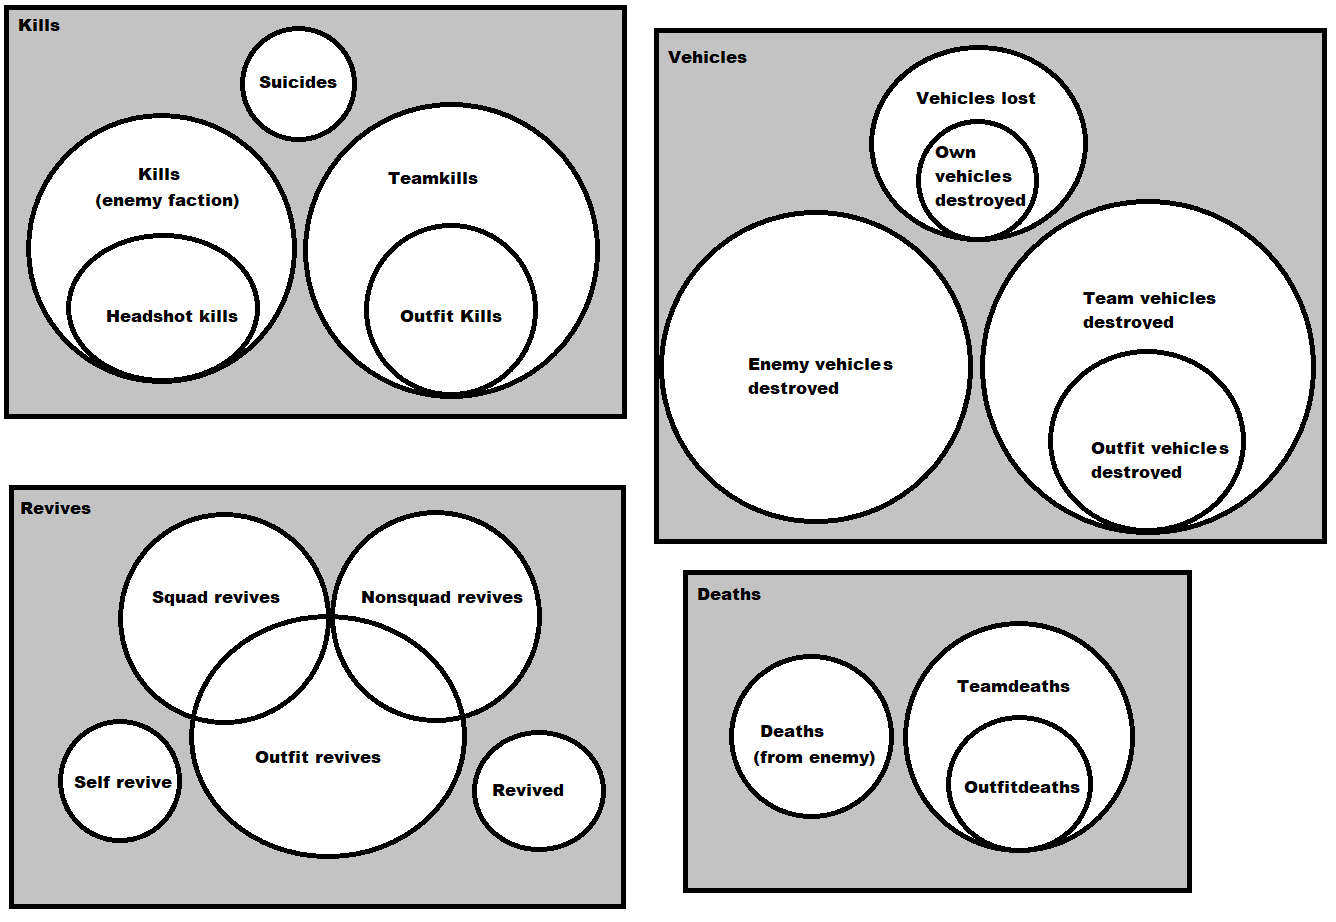 Kills
Suicides
Kills
(enemy faction)
Teamkills
Headshot kills
Outfit Kills
Vehicles
Vehicles lost
Own
vehicles
destroyed
Team vehicles
destroyed
Enemy vehicles
destroyed
Outfit vehicles
destroyed
Revives
Squad revives
Nonsquad revives
Outfit revives
Self revive
Revived
Deaths
Teamdeaths
Deaths
(from enemy)
Outfitdeaths